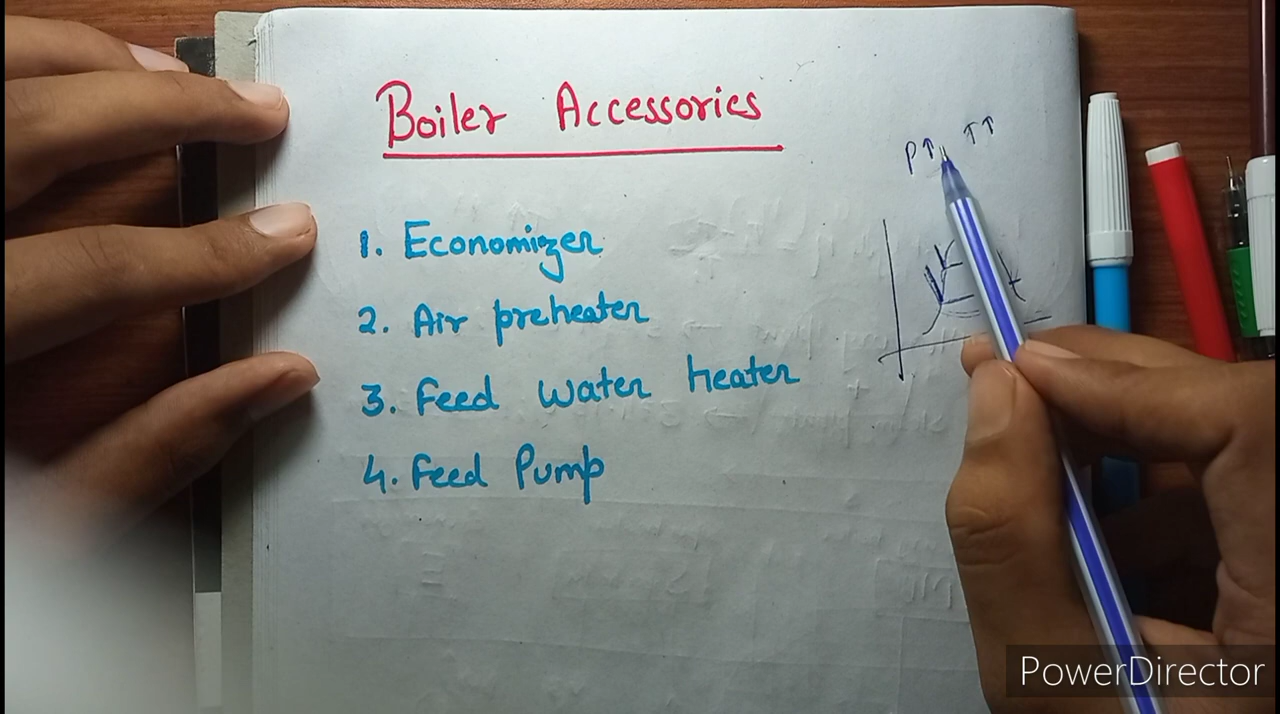 Boiler Accessories
P↑ T↑
1. Economizer
2. Air preheater
3. Feed water heater
4. Feed Pump
PowerDirector